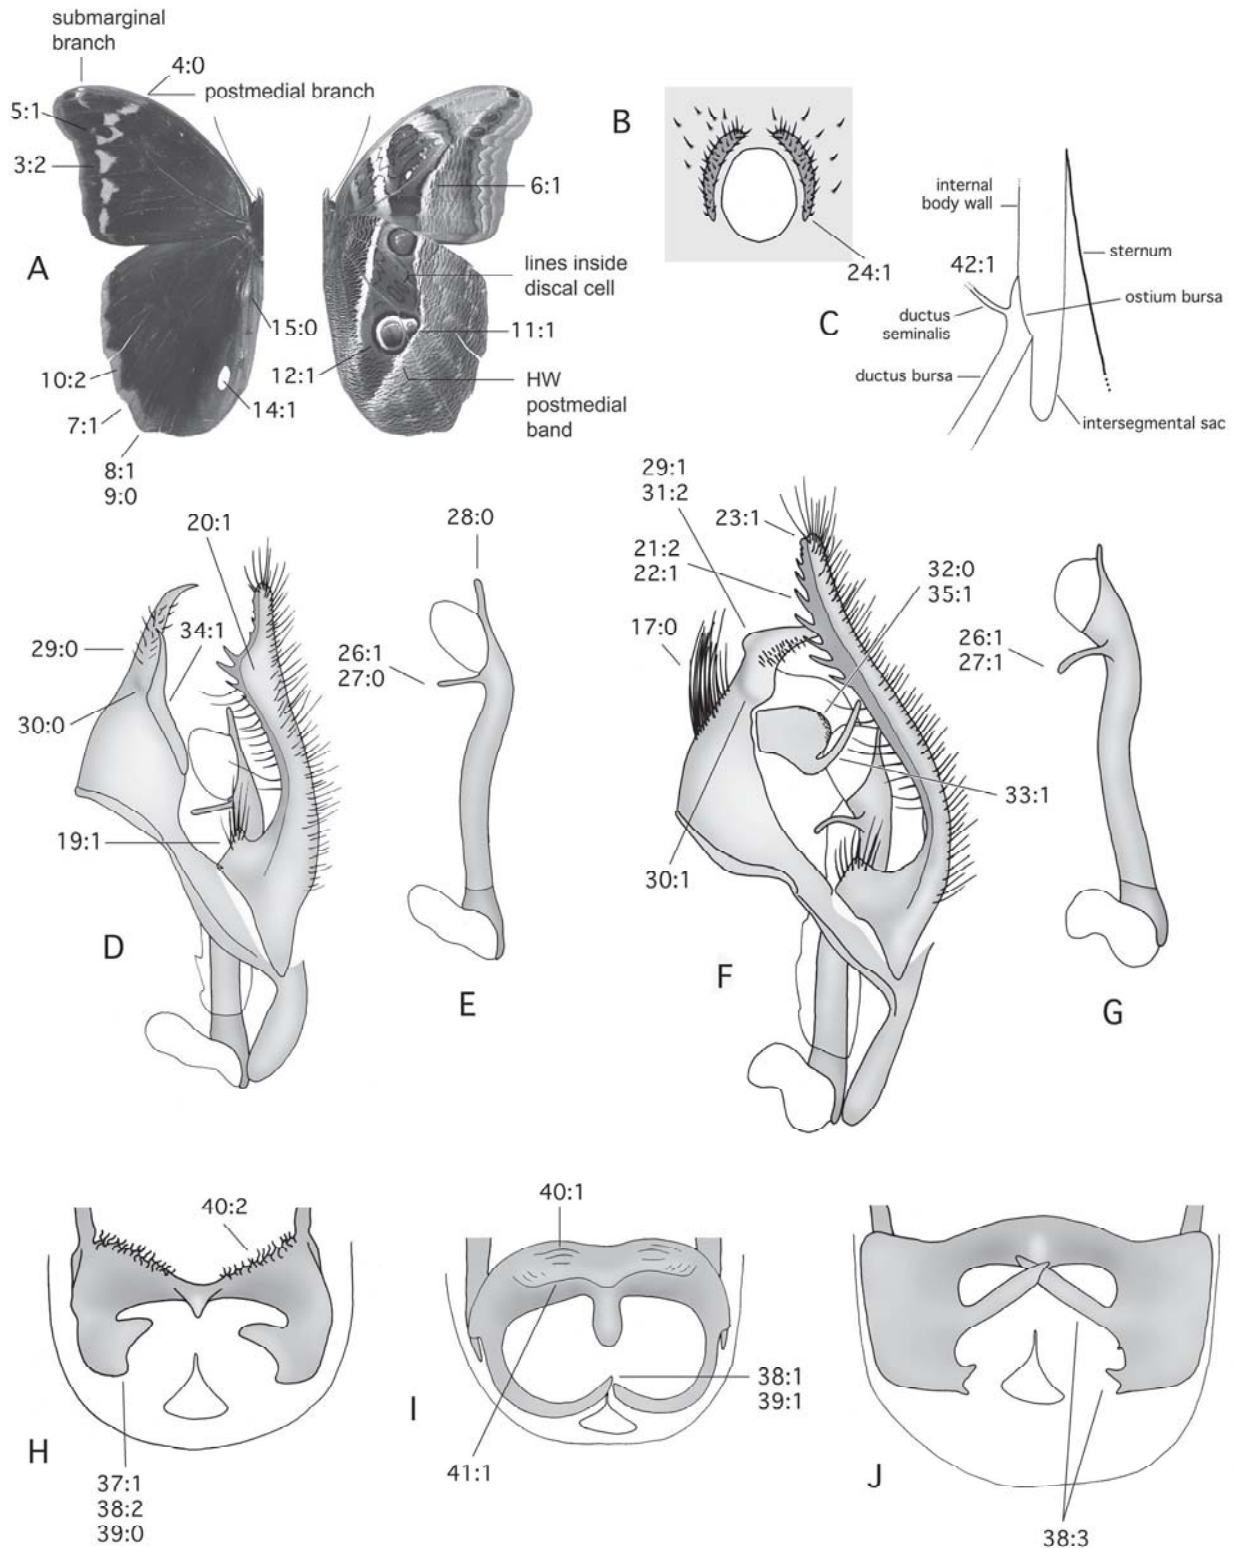 submarginal
branch
4:0
postmedial branch
5:1
3:2
6:1
A
lines inside
discal cell
15:0
11:1
10:2
12:1
HW
postmedial
band
14:1
7:1
8:1
9:0
B
24:1
internal
body wall
42:1
sternum
ostium bursa
C
ductus
seminalis
ductus bursa
intersegmental sac
20:1
28:0
29:0
34:1
26:1
27:0
30:0
19:1
D
E
29:1
31:2
23:1
21:2
22:1
32:0
35:1
17:0
26:1
27:1
33:1
30:1
F
G
40:2
H
37:1
38:2
39:0
40:1
38:1
39:1
I
41:1
J
38:3